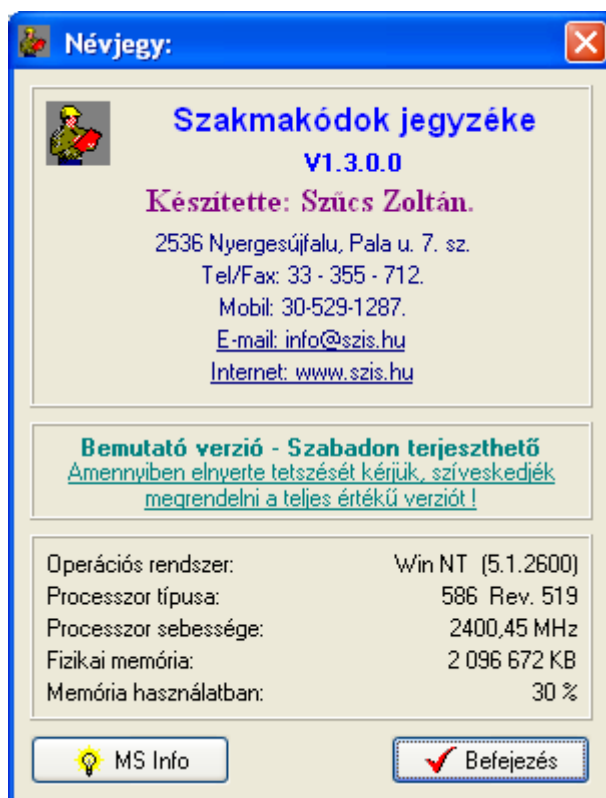 Névjegy:
Szakmakódok jegyzéke
V1.3.0.0
Készítette: Szűcs Zoltán.
2536 Nyergesújfalu, Pala u. 7. sz.
Tel/Fax: 33 - 355 - 712.
Mobil: 30-529-1287.
E-mail: info@szis.hu
Internet: www.szis.hu
Bemutató verzió - Szabadon terjeszthető
Amennyiben elnyerte tetszését kérjük, szíveskedjék
megrendelni a teljes értékű verziót !
Operációs rendszer: Win NT (5.1.2600)
Processzor típusa: 586 Rev. 519
Processzor sebessége: 2400,45 MHz
Fizikai memória: 2 096 672 KB
Memória használatban: 30 %
MS Info Befejezés